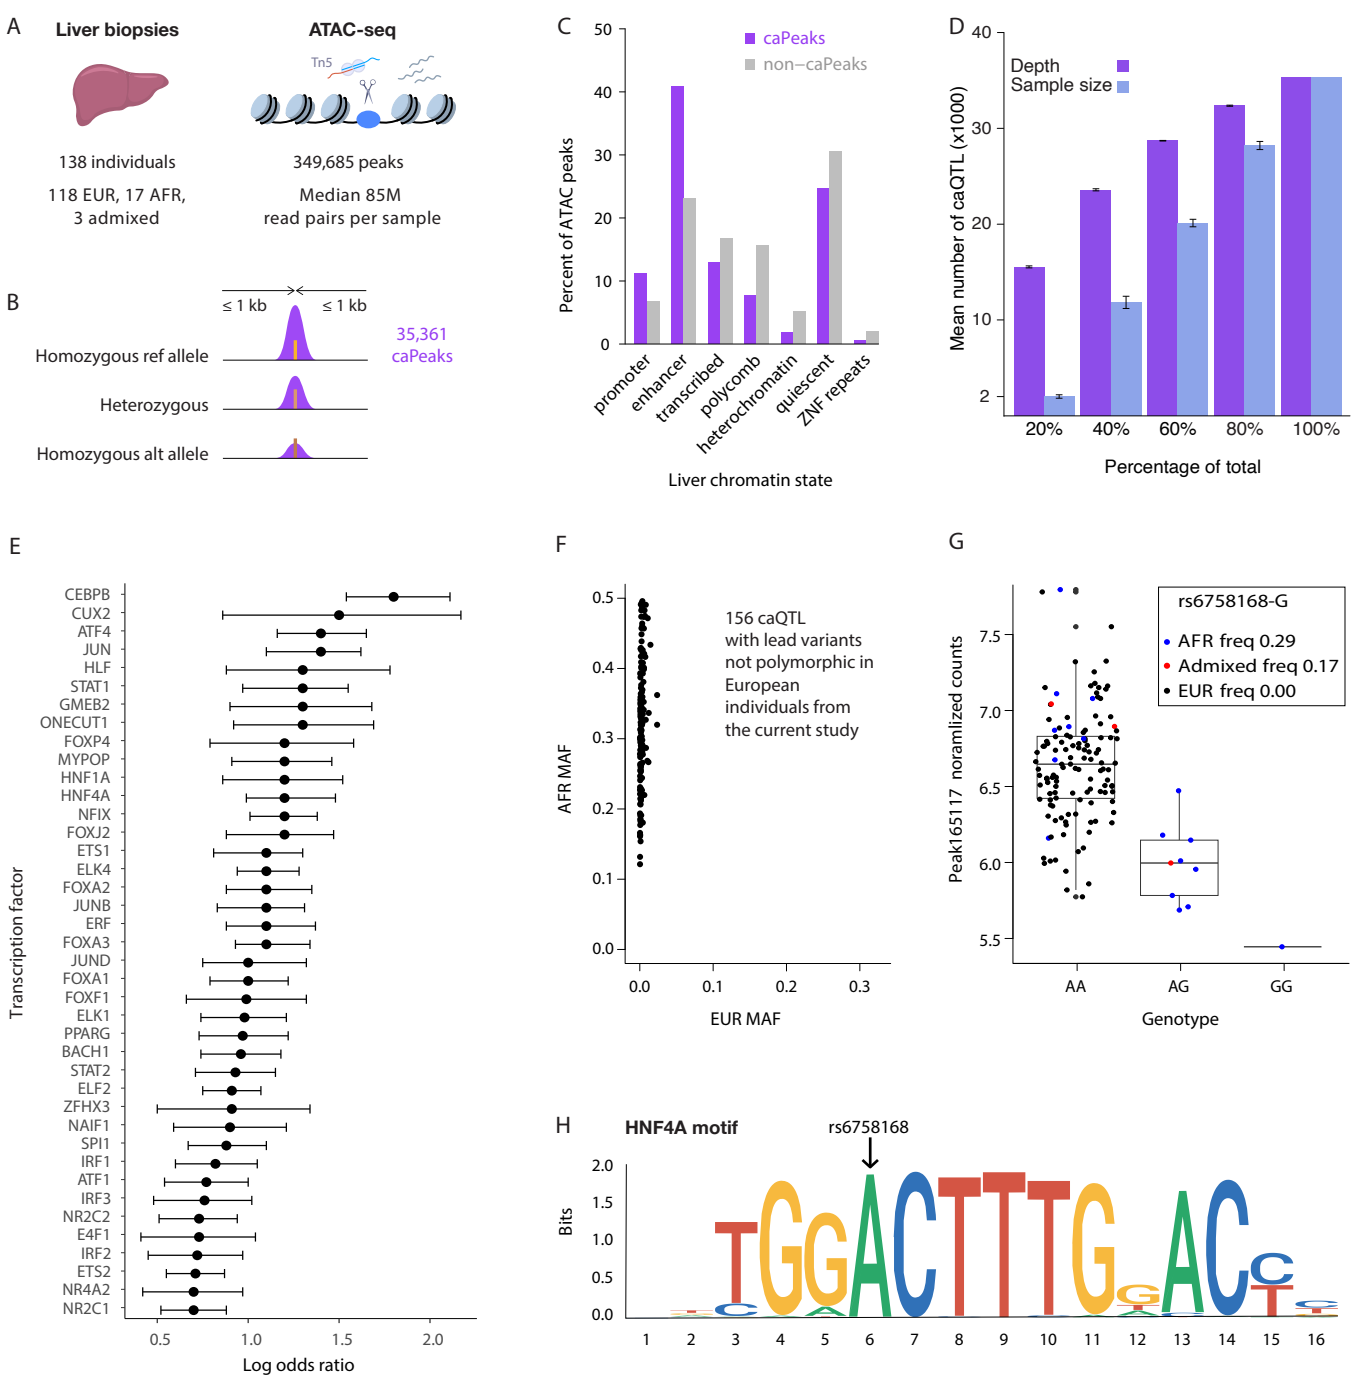 A
Liver biopsies
ATAC-seq
Tn5
138 individuals
118 EUR, 17 AFR,
3 admixed
349,685 peaks
Median 85M
read pairs per sample
B
≤ 1 kb
≤ 1 kb
35,361
caPeaks
Homozygous ref allele
Heterozygous
Homozygous alt allele
C
caPeaks
non−caPeaks
Percent of ATAC peaks
50
40
30
20
10
0
promoter
enhancer
transcribed
polycomb
heterochromatin
quiescent
ZNF repeats
Liver chromatin state
D
Depth
Sample size
Mean number of caQTL (x1000)
40
30
20
10
2
20%
40%
60%
80%
100%
Percentage of total
E
Transcription factor
CEBPB
CUX2
ATF4
JUN
HLF
STAT1
GMEB2
ONECUT1
FOXP4
MYPOP
HNF1A
HNF4A
NFIX
FOXJ2
ETS1
ELK4
FOXA2
JUNB
ERF
FOXA3
JUND
FOXA1
FOXF1
ELK1
PPARG
BACH1
STAT2
ELF2
ZFHX3
NAIF1
SPI1
IRF1
ATF1
IRF3
NR2C2
E4F1
IRF2
ETS2
NR4A2
NR2C1
0.5
1.0
1.5
2.0
Log odds ratio
F
156 caQTL
with lead variants
not polymorphic in
European
individuals from
the current study
AFR MAF
0.5
0.4
0.3
0.2
0.1
0.0
0.0
0.1
0.2
0.3
EUR MAF
G
rs6758168-G
AFR freq 0.29
Admixed freq 0.17
EUR freq 0.00
Peak165117 noramlized counts
7.5
7.0
6.5
6.0
5.5
AA
AG
GG
Genotype
H
HNF4A motif
rs6758168
Bits
2.0
1.5
1.0
0.5
0.0
T
C
G
G
A
A
C
T
T
T
G
G
T
A
A
C
C
T
C
1
2
3
4
5
6
7
8
9
10
11
12
13
14
15
16